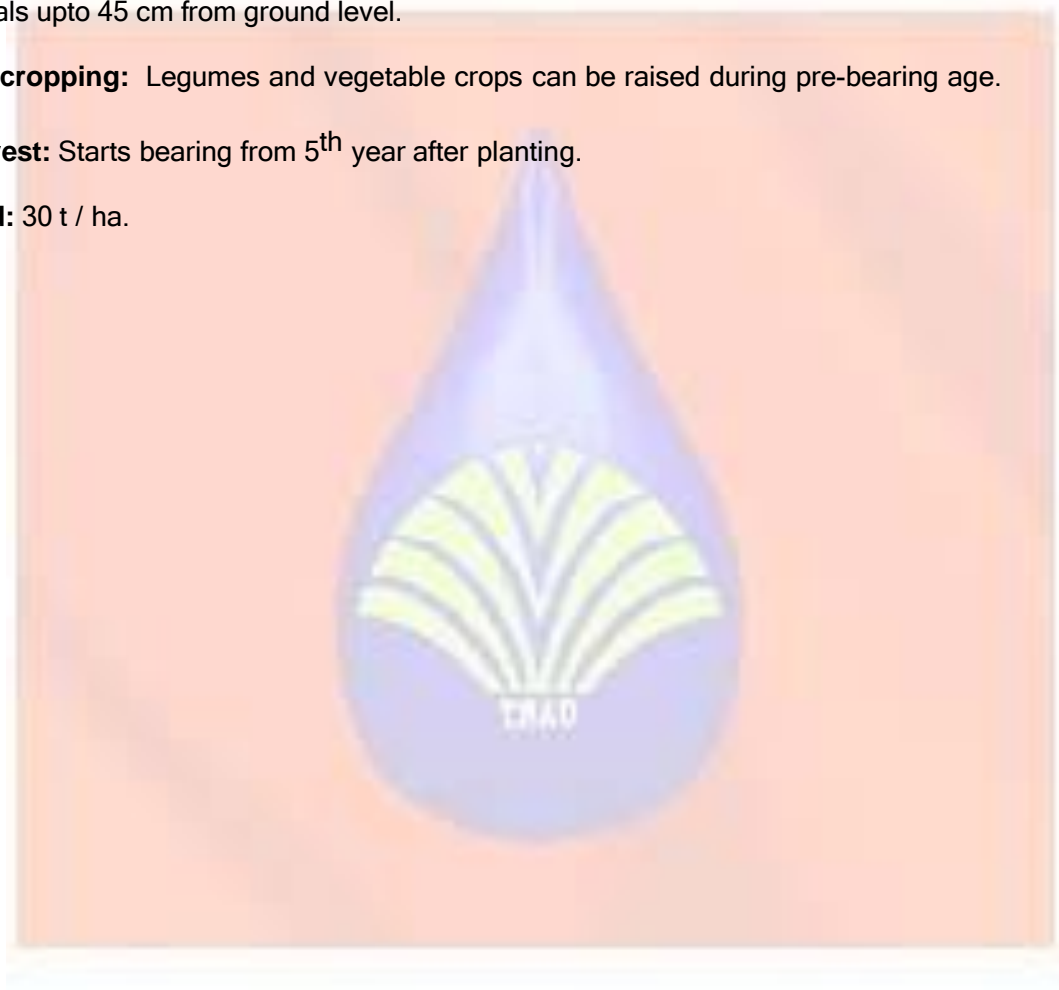 als upto 45 cm from ground level.
cropping: Legumes and vegetable crops can be raised during pre-bearing age.
est: Starts bearing from 5th year after planting.
: 30 t / ha.
TNAU